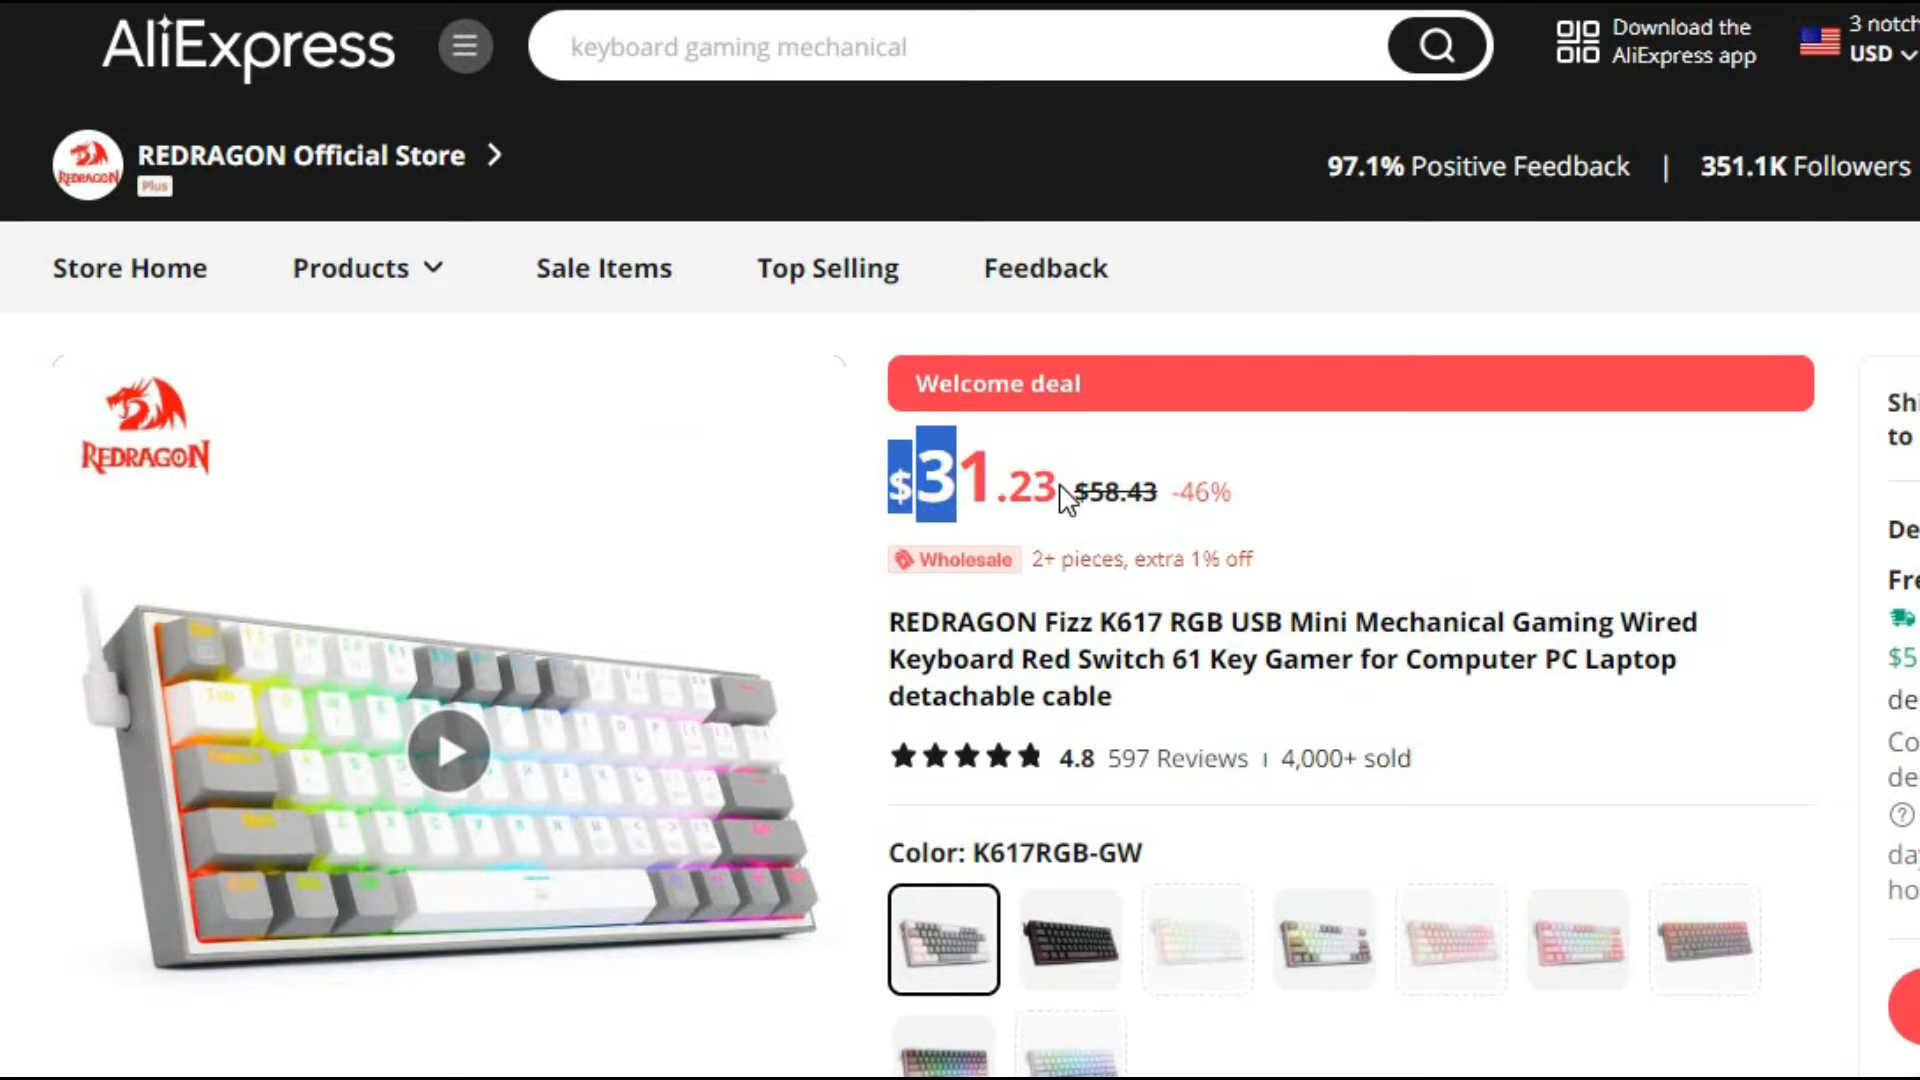 AliExpress
keyboard gaming mechanical
Download the
AliExpress app
USD
REDRAGON Official Store
REDRAGON
Plus
97.1% Positive Feedback | 351.1K Followers
Store Home
Products
Sale Items
Top Selling
Feedback
REDRAGON
Welcome deal
$31.23 $58.43 -46%
Wholesale 2+ pieces, extra 1% off
REDRAGON Fizz K617 RGB USB Mini Mechanical Gaming Wired
Keyboard Red Switch 61 Key Gamer for Computer PC Laptop
detachable cable
4.8 597 Reviews 4,000+ sold
Color: K617RGB-GW
to